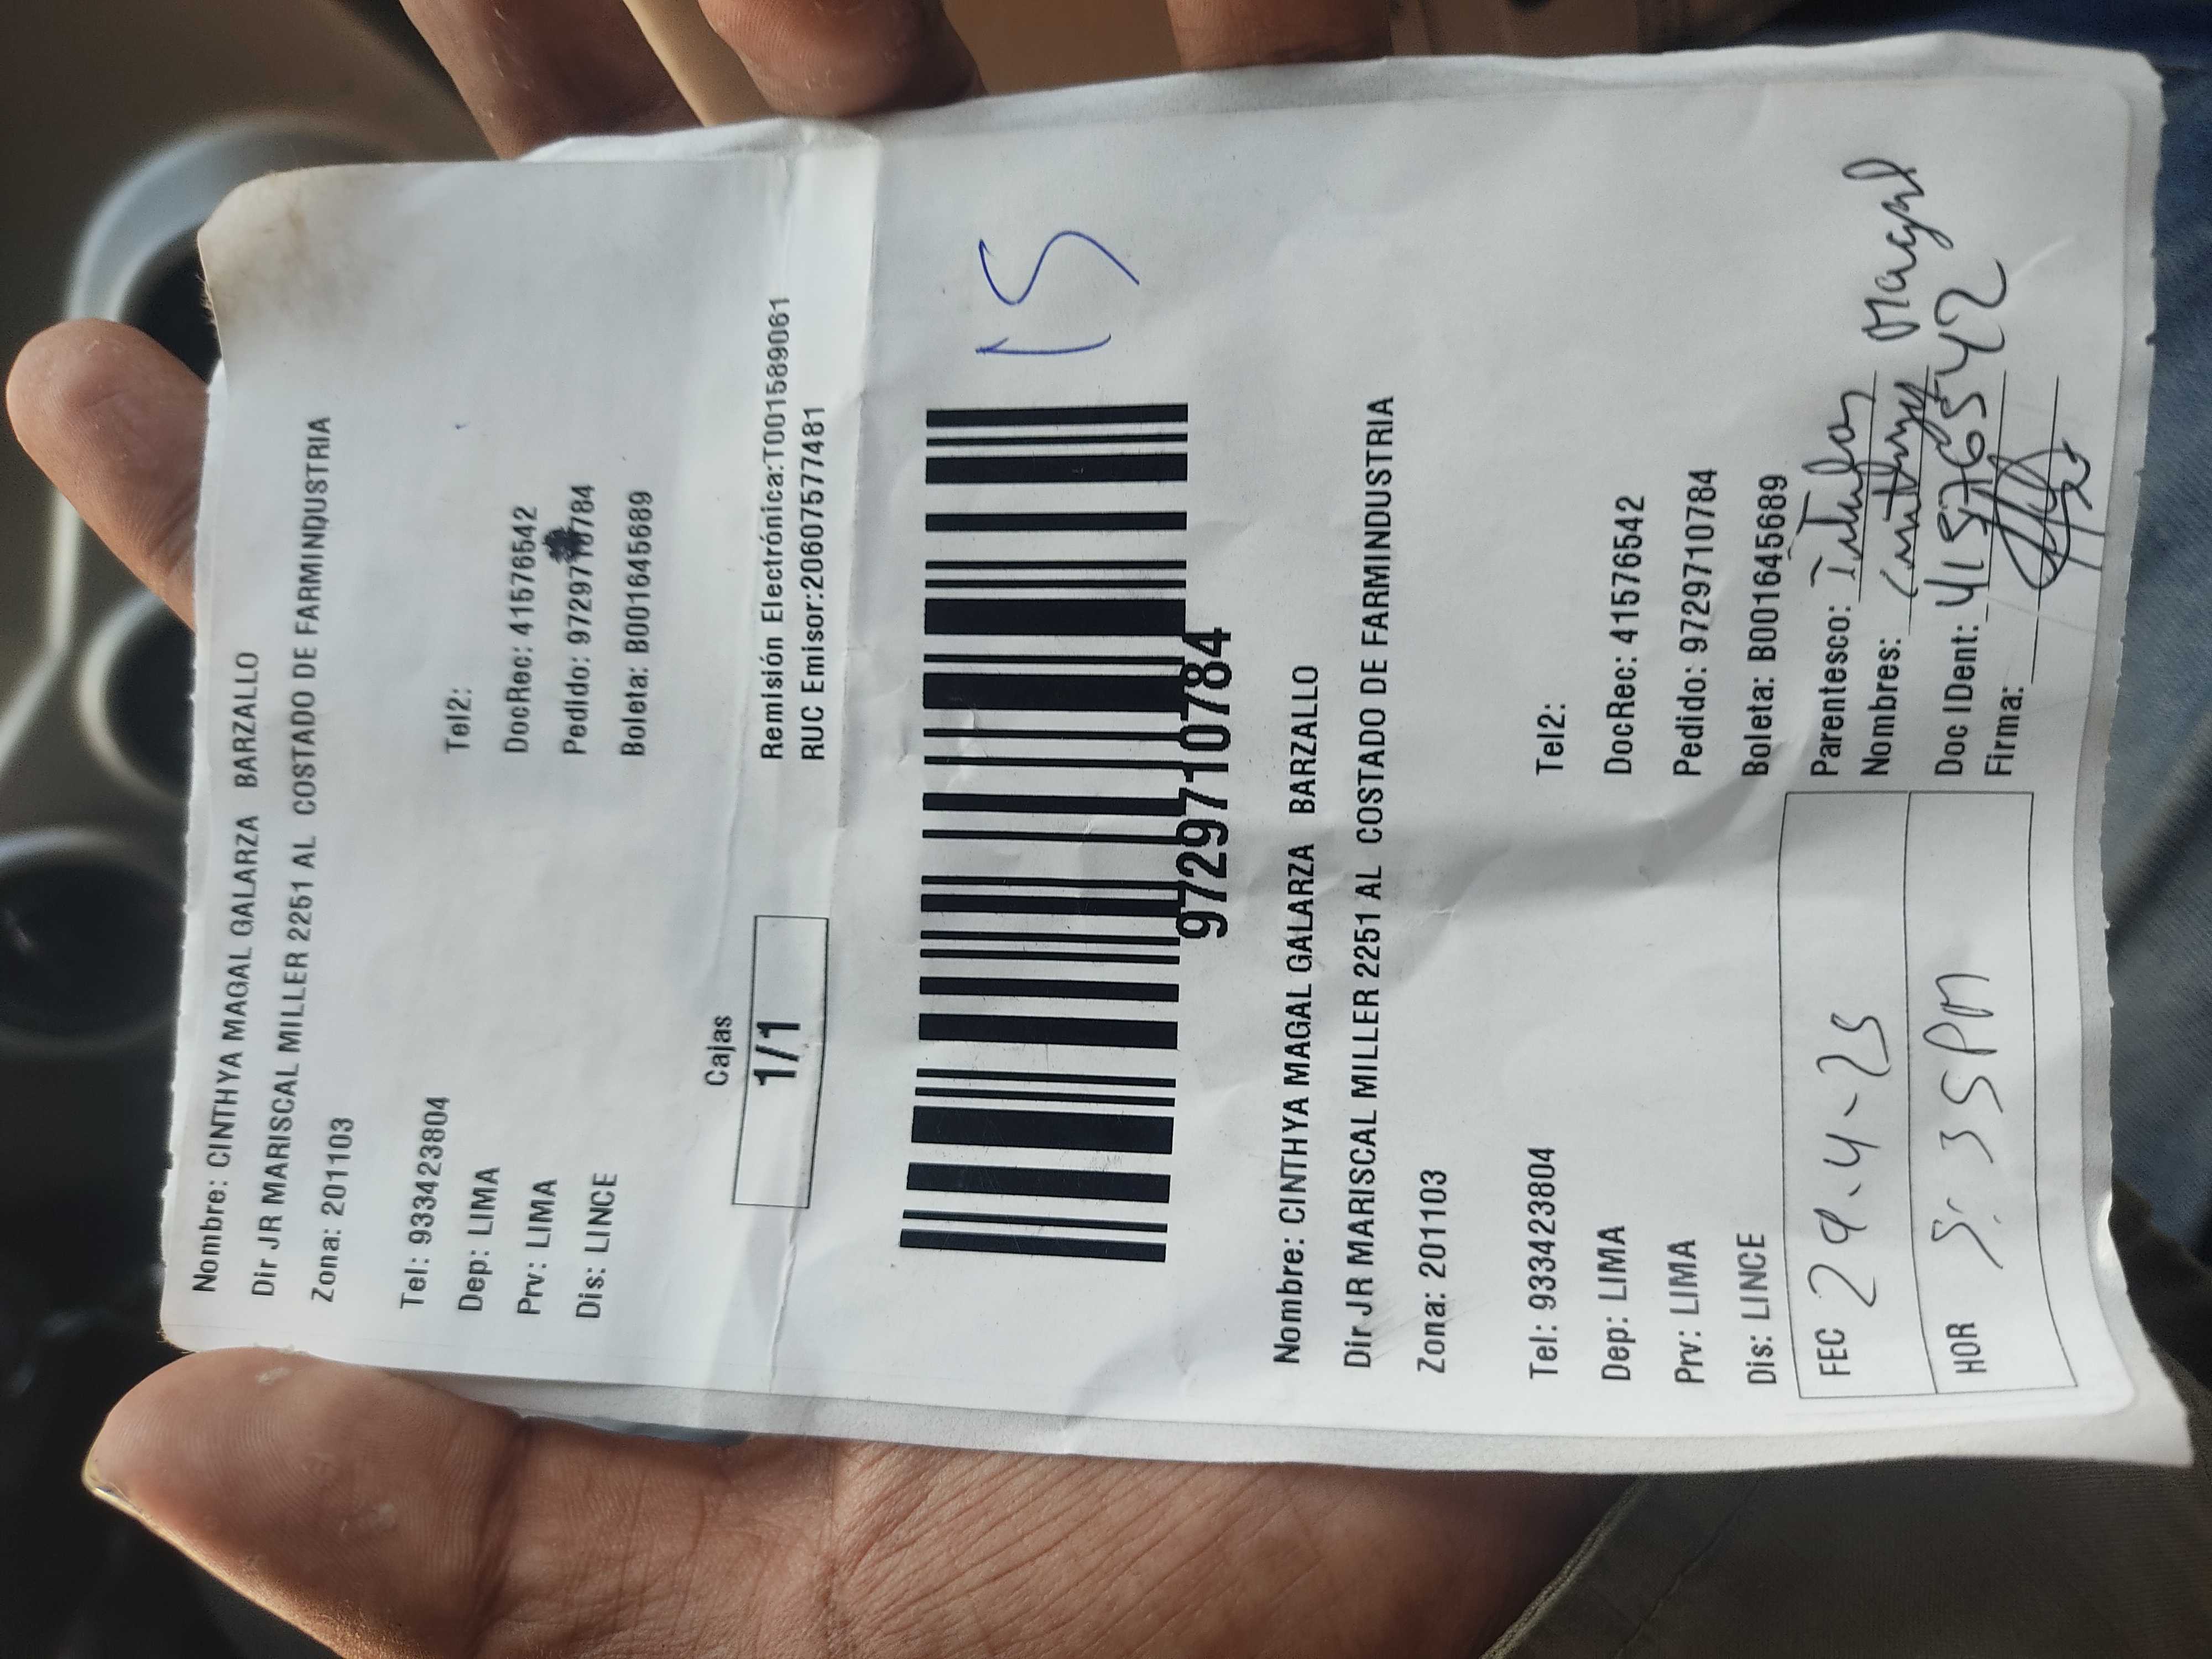 Nombre: CINTHYA MAGAL GALARZA BARZALLO
Dir JR MARISCAL MILLER 2251 AL COSTADO DE FARMINDUSTRIA
Zona: 201103
Tel: 933423804
Tel2:
Dep: LIMA
DocRec: 41576542
Prv: LIMA
Pedido: 9729710784
Dis: LINCE
Boleta: B001645689
Cajas
1/1
Remisión Electrónica:T001589061
RUC Emisor:20607577481
15
9729710784
Nombre: CINTHYA MAGAL GALARZA BARZALLO
Dir JR MARISCAL MILLER 2251 AL COSTADO DE FARMINDUSTRIA
Zona: 201103
Tel: 933423804
Tel2:
Dep: LIMA
DocRec: 41576542
Prv: LIMA
Pedido: 9729710784
Dis: LINCE
Boleta: B001645689
FEC 29-4-25
HOR 3:35PM
Parentesco: Titular
Nombres: Cinthya Magal
Doc IDent: 41576542
Firma: